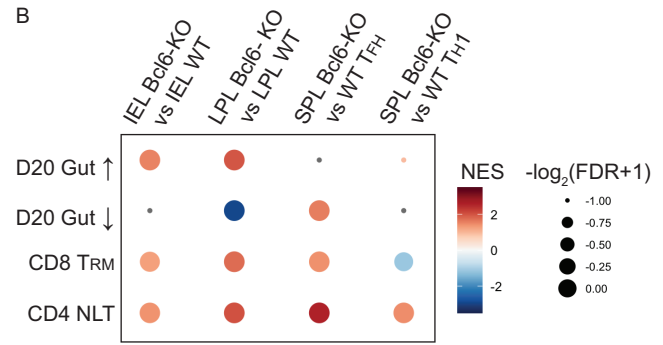 B
IEL Bcl6-KO
vs IEL WT
LPL Bcl6- KO
vs LPL WT
SPL Bcl6-KO
vs WT TFH
SPL Bcl6-KO
vs WT TH1
D20 Gut ↑
D20 Gut ↓
CD8 TRM
CD4 NLT
NES
2
0
-2
-log₂(FDR+1)
-1.00
-0.75
-0.50
-0.25
0.00